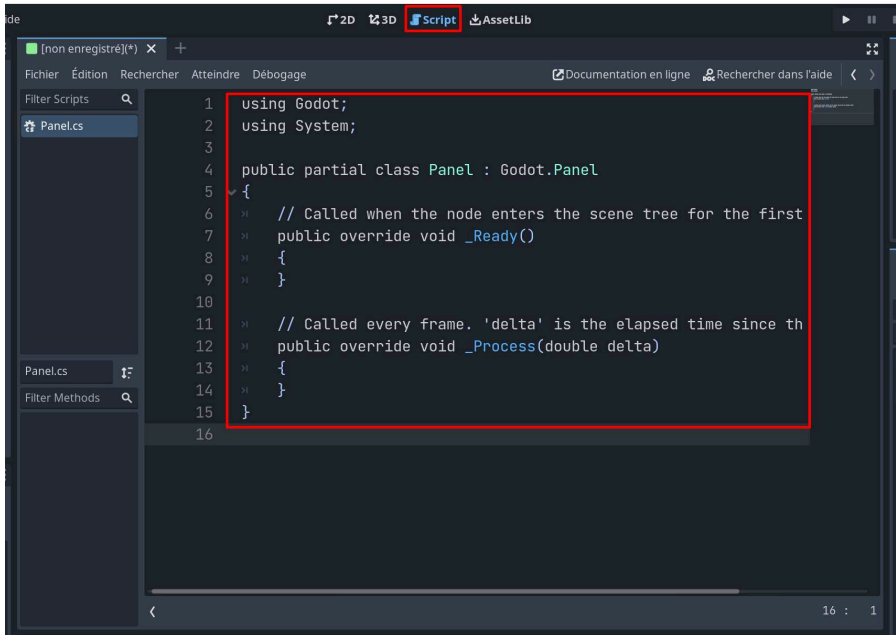 ide
2D 3D Script AssetLib
[non enregistré](*)
Fichier Édition Rechercher Atteindre Débogage Documentation en ligne Rechercher dans l'aide
Filter Scripts
Panel.cs
Panel.cs
Filter Methods
1 using Godot;
2 using System;
3
4 public partial class Panel : Godot.Panel
5 {
6 // Called when the node enters the scene tree for the first
7 public override void _Ready()
8 {
9 }
10
11 // Called every frame. 'delta' is the elapsed time since th
12 public override void _Process(double delta)
13 {
14 }
15 }
16
16 : 1